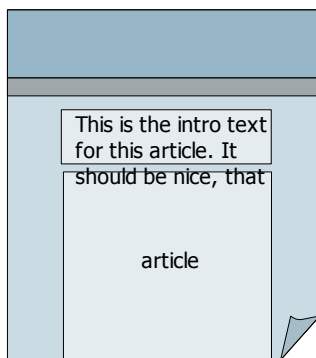 This is the intro text
for this article. It
should be nice, that
article